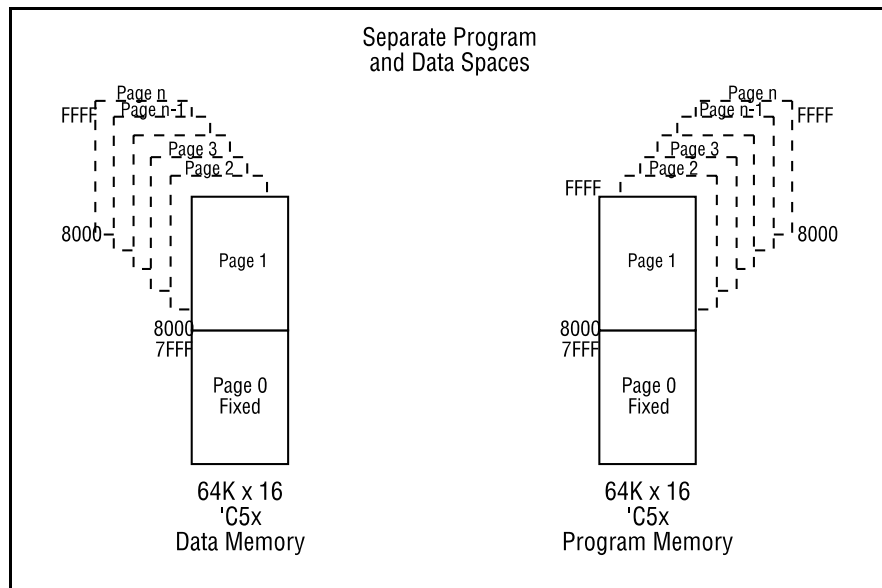 Separate Program
and Data Spaces
Page n
Page n-1
FFFF
Page 3
Page 2
8000
Page 1
8000
7FFF
Page 0
Fixed
64K x 16
'C5x
Data Memory
Page n
Page n-1
FFFF
Page 3
Page 2
FFFF
8000
Page 1
8000
7FFF
Page 0
Fixed
64K x 16
'C5x
Program Memory